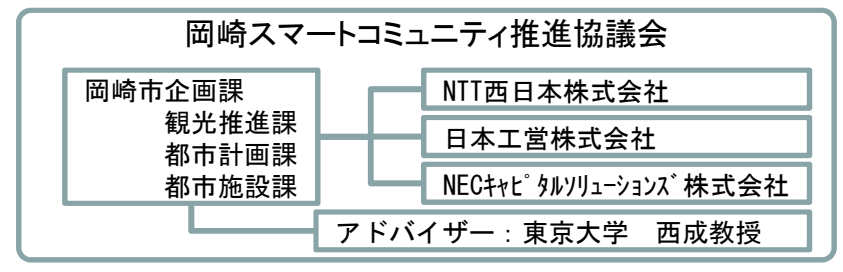 岡崎スマートコミュニティ推進協議会
岡崎市企画課
観光推進課
都市計画課
都市施設課
NTT西日本株式会社
日本工営株式会社
NECｷｬﾋﾟﾀﾙソリューションズﾞ株式会社
アドバイザー：東京大学　西成教授